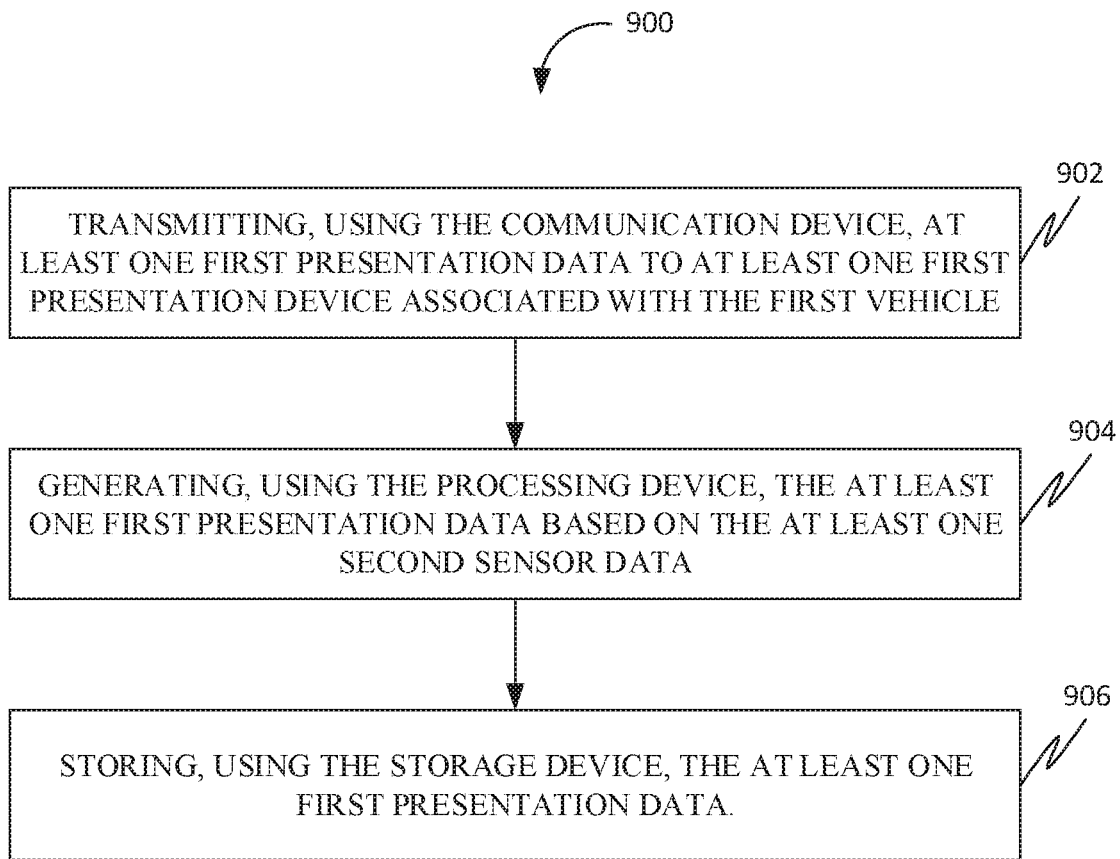 900
902
TRANSMITTING, USING THE COMMUNICATION DEVICE, AT
LEAST ONE FIRST PRESENTATION DATA TO AT LEAST ONE FIRST
PRESENTATION DEVICE ASSOCIATED WITH THE FIRST VEHICLE
904
GENERATING, USING THE PROCESSING DEVICE, THE AT LEAST
ONE FIRST PRESENTATION DATA BASED ON THE AT LEAST ONE
SECOND SENSOR DATA
906
STORING, USING THE STORAGE DEVICE, THE AT LEAST ONE
FIRST PRESENTATION DATA.